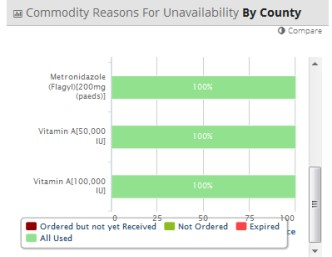 Commodity Reasons For Unavailability By County
Compare
Metronidazole
(Flagyl)[200mg
(paeds)]
100%
Vitamin A[50,000
IU]
100%
Vitamin A[100,000
IU]
100%
0 25 50 75 100
Ordered but not yet Received Not Ordered Expired
All Used